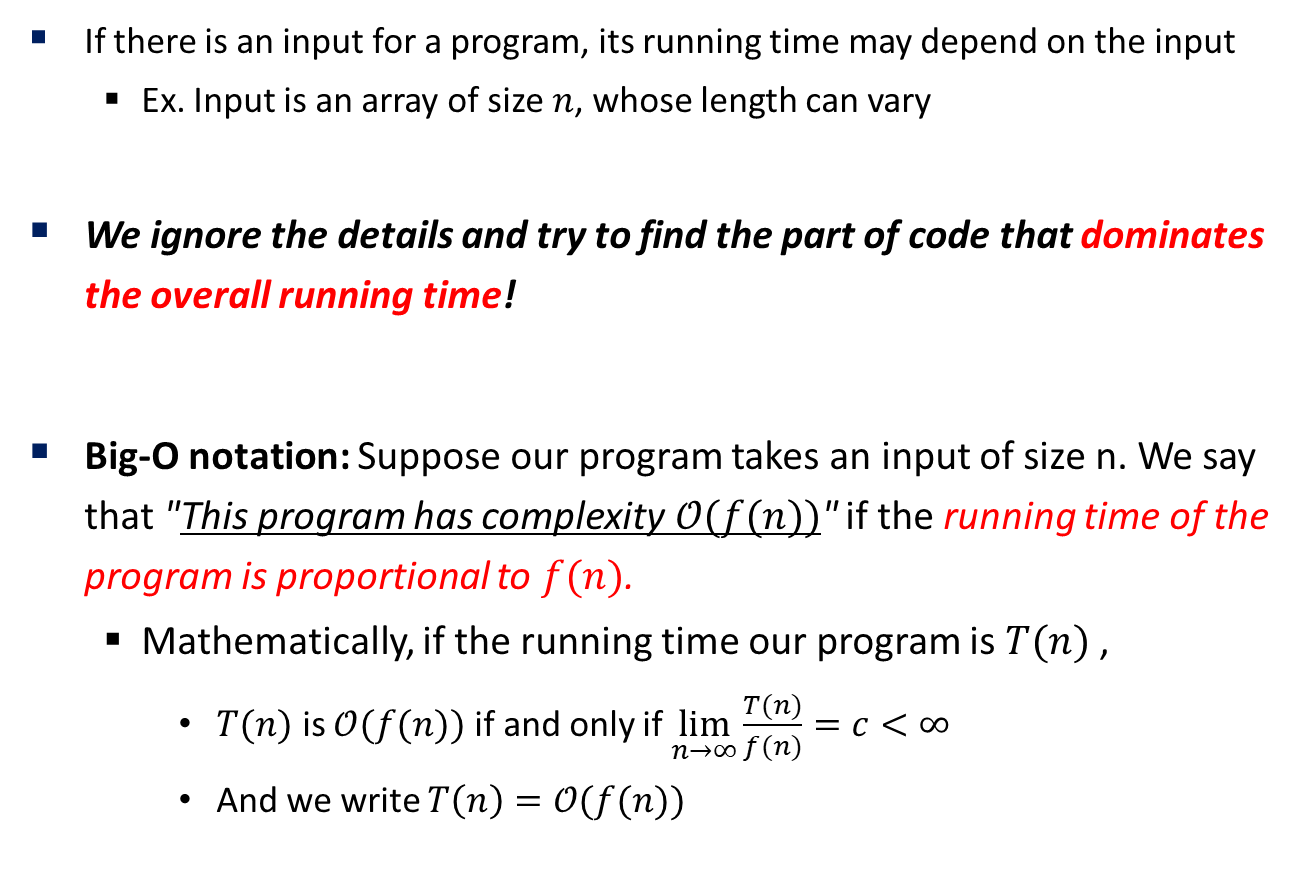 ▪ If there is an input for a program, its running time may depend on the input
▪ Ex. Input is an array of size n, whose length can vary
▪ We ignore the details and try to find the part of code that dominates
the overall running time!
▪ Big-O notation: Suppose our program takes an input of size n. We say
that "This program has complexity 𝒪(f(n))" if the running time of the
program is proportional to f(n).
▪ Mathematically, if the running time our program is T(n) ,
• T(n) is 𝒪(f(n)) if and only if lim n→∞ T(n)/f(n) = c < ∞
• And we write T(n) = 𝒪(f(n))